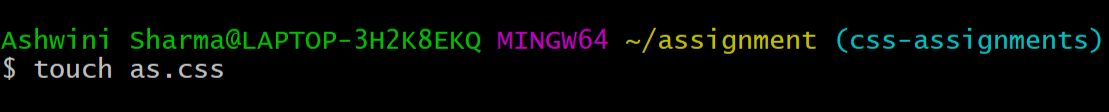 Ashwini Sharma@LAPTOP-3H2K8EKQ MINGW64 ~/assignment (css-assignments)
$ touch as.css